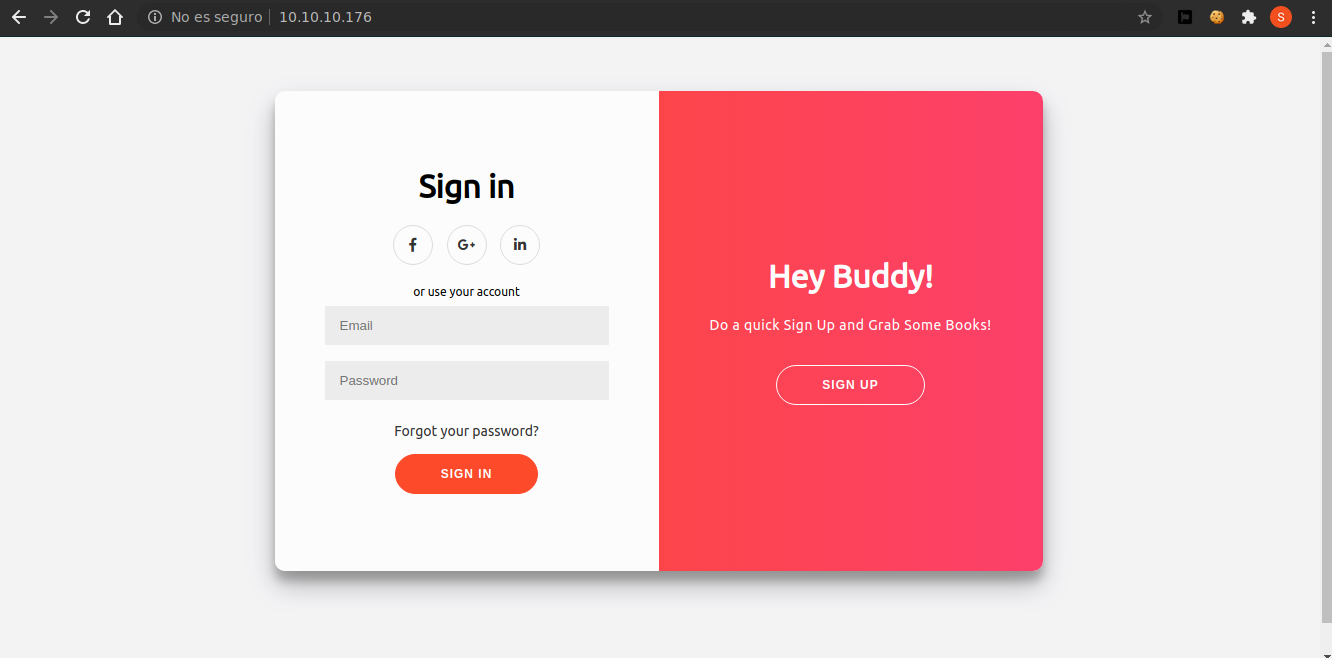 No es seguro 10.10.10.176
S
Sign in
f
G+
in
or use your account
Email
Password
Forgot your password?
SIGN IN
Hey Buddy!
Do a quick Sign Up and Grab Some Books!
SIGN UP